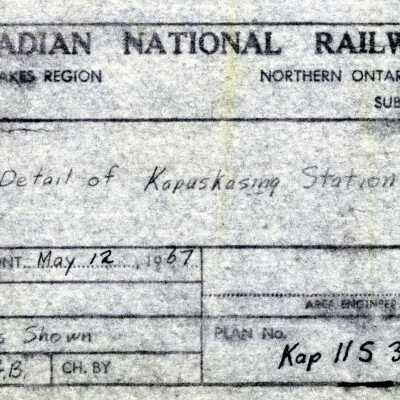 ADIAN NATIONAL RAILW
AKES REGION NORTHERN ONTAR
SUB
Detail of Kapuskasing Station
ONT. May 12, 1967
AREA ENGINEER
s Shown
PLAN No.
Kap 11 S 3
.B. CH. BY